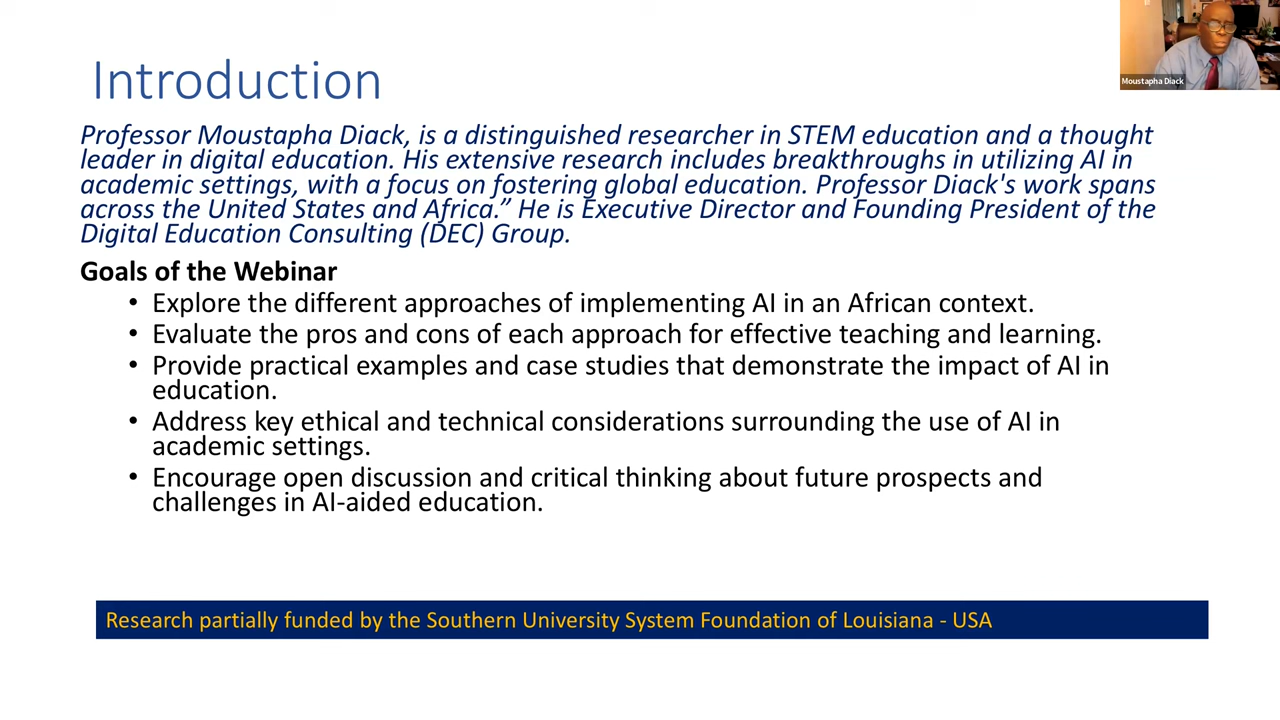 Moustapha Diack
Introduction
Professor Moustapha Diack, is a distinguished researcher in STEM education and a thought
leader in digital education. His extensive research includes breakthroughs in utilizing AI in
academic settings, with a focus on fostering global education. Professor Diack's work spans
across the United States and Africa.” He is Executive Director and Founding President of the
Digital Education Consulting (DEC) Group.
Goals of the Webinar
• Explore the different approaches of implementing AI in an African context.
• Evaluate the pros and cons of each approach for effective teaching and learning.
• Provide practical examples and case studies that demonstrate the impact of AI in
education.
• Address key ethical and technical considerations surrounding the use of AI in
academic settings.
• Encourage open discussion and critical thinking about future prospects and
challenges in AI-aided education.
Research partially funded by the Southern University System Foundation of Louisiana - USA